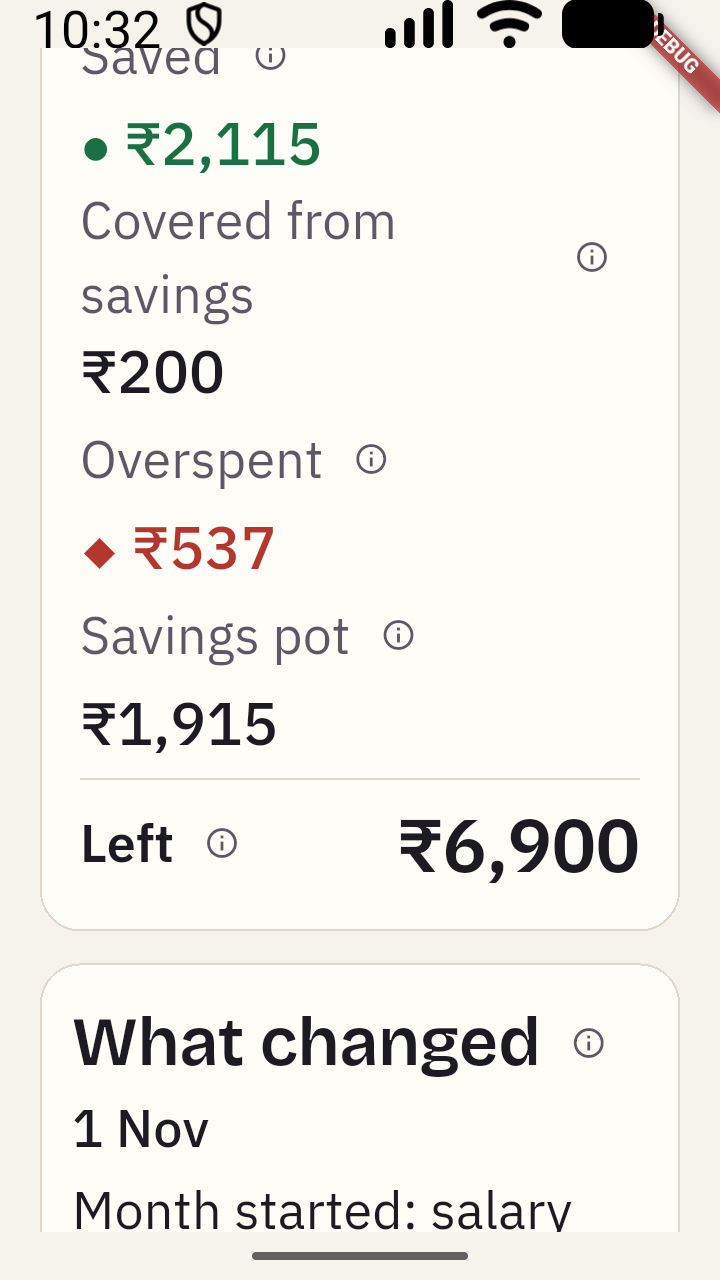 10:32
DEBUG
Saved
₹2,115
Covered from
savings
₹200
Overspent
₹537
Savings pot
₹1,915
Left ₹6,900
What changed
1 Nov
Month started: salary